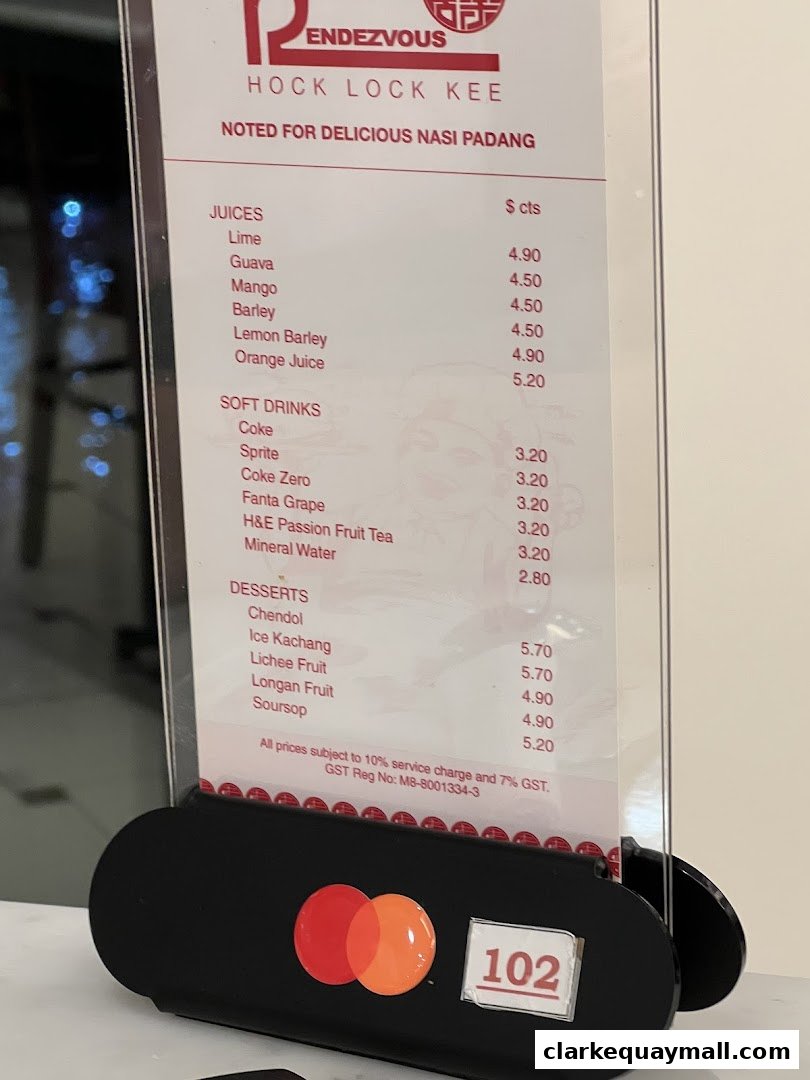 RENDEZVOUS
HOCK LOCK KEE
NOTED FOR DELICIOUS NASI PADANG
$ cts
JUICES
Lime 4.90
Guava 4.50
Mango 4.50
Barley 4.50
Lemon Barley 4.90
Orange Juice 5.20
SOFT DRINKS
Coke 3.20
Sprite 3.20
Coke Zero 3.20
Fanta Grape 3.20
H&E Passion Fruit Tea 3.20
Mineral Water 2.80
DESSERTS
Chendol 5.70
Ice Kachang 5.70
Lichee Fruit 4.90
Longan Fruit 4.90
Soursop 5.20
All prices subject to 10% service charge and 7% GST.
GST Reg No: M8-8001334-3
102
clarkequaymall.com